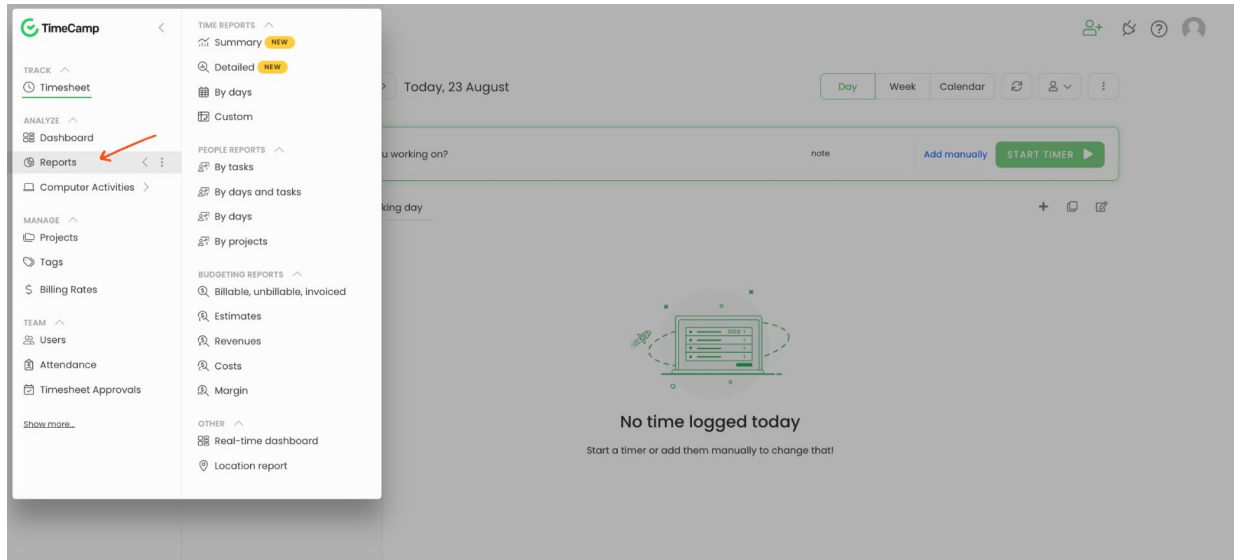 TimeCamp
TRACK
Timesheet
ANALYZE
Dashboard
Reports
Computer Activities
MANAGE
Projects
Tags
Billing Rates
TEAM
Users
Attendance
Timesheet Approvals
Show more...
TIME REPORTS
Summary NEW
Detailed NEW
By days
Custom
PEOPLE REPORTS
By tasks
By days and tasks
By days
By projects
BUDGETING REPORTS
Billable, unbillable, invoiced
Estimates
Revenues
Costs
Margin
OTHER
Real-time dashboard
Location report
Today, 23 August
Day Week Calendar
u working on? note Add manually START TIMER
king day
No time logged today
Start a timer or add them manually to change that!